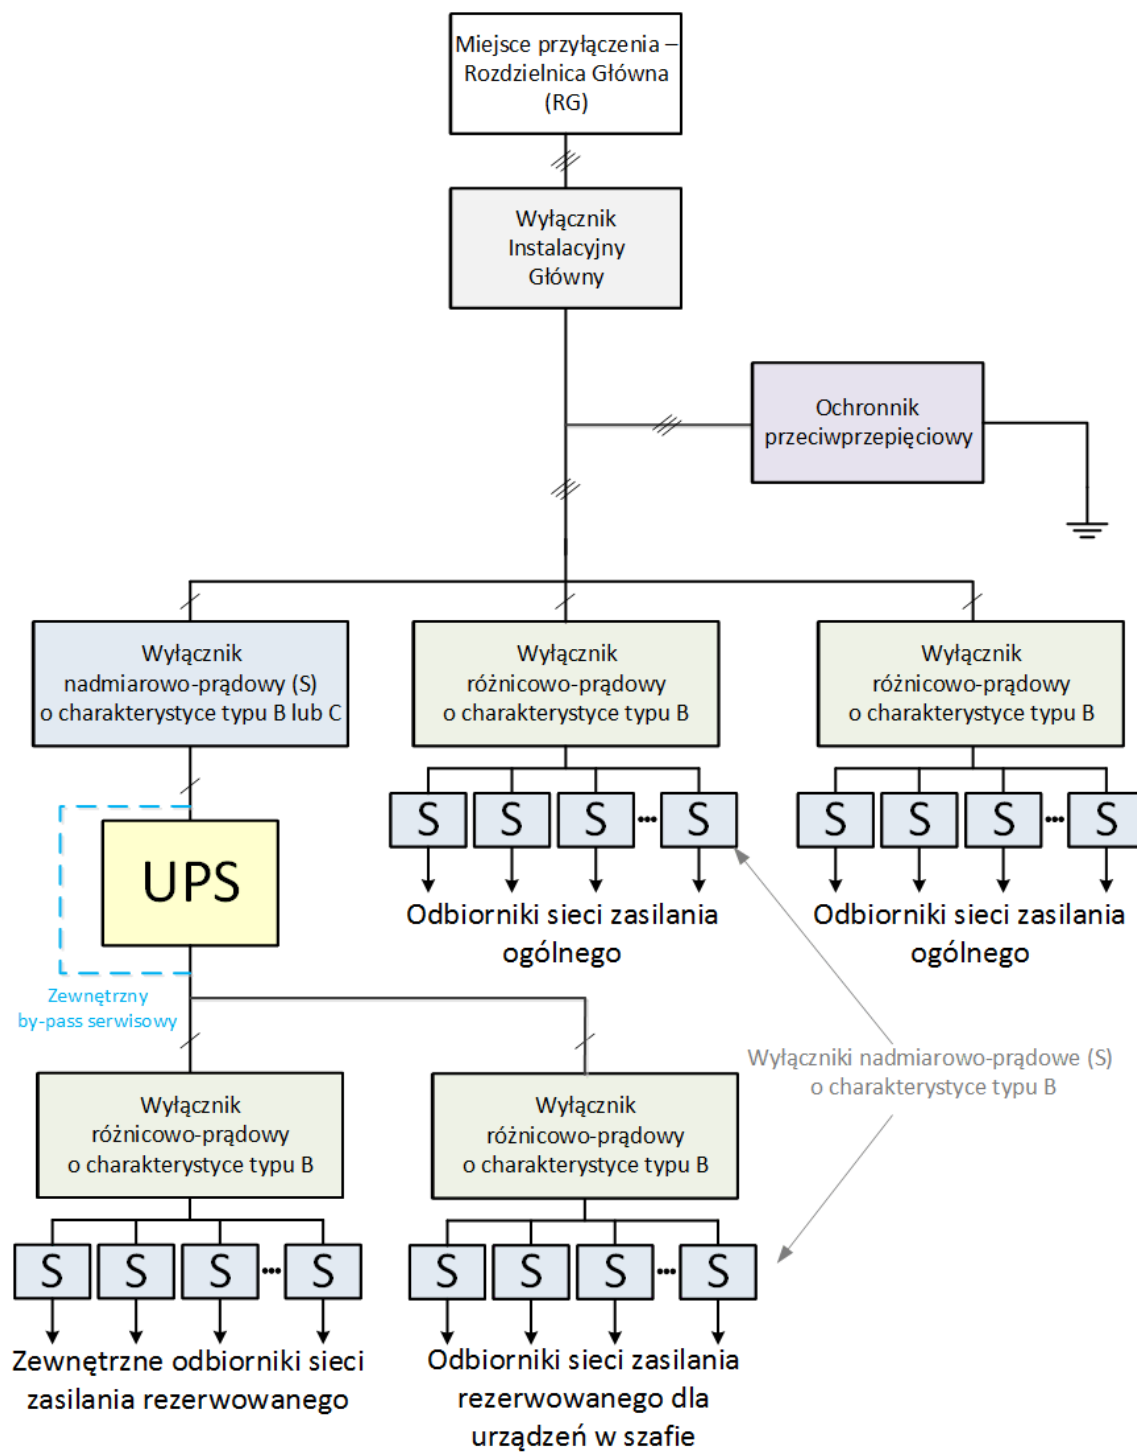 Miejsce przyłączenia –
Rozdzielnica Główna
(RG)
Wyłącznik
Instalacyjny
Główny
Ochronnik
przeciwprzepięciowy
Wyłącznik
nadmiarowo-prądowy (S)
o charakterystyce typu B lub C
Wyłącznik
różnicowo-prądowy
o charakterystyce typu B
Wyłącznik
różnicowo-prądowy
o charakterystyce typu B
S S S ... S
S S S ... S
UPS
Odbiorniki sieci zasilania
ogólnego
Odbiorniki sieci zasilania
ogólnego
Zewnętrzny
by-pass serwisowy
Wyłączniki nadmiarowo-prądowe (S)
o charakterystyce typu B
Wyłącznik
różnicowo-prądowy
o charakterystyce typu B
Wyłącznik
różnicowo-prądowy
o charakterystyce typu B
S S S ... S
S S S ... S
Zewnętrzne odbiorniki sieci
zasilania rezerwowanego
Odbiorniki sieci zasilania
rezerwowanego dla
urządzeń w szafie